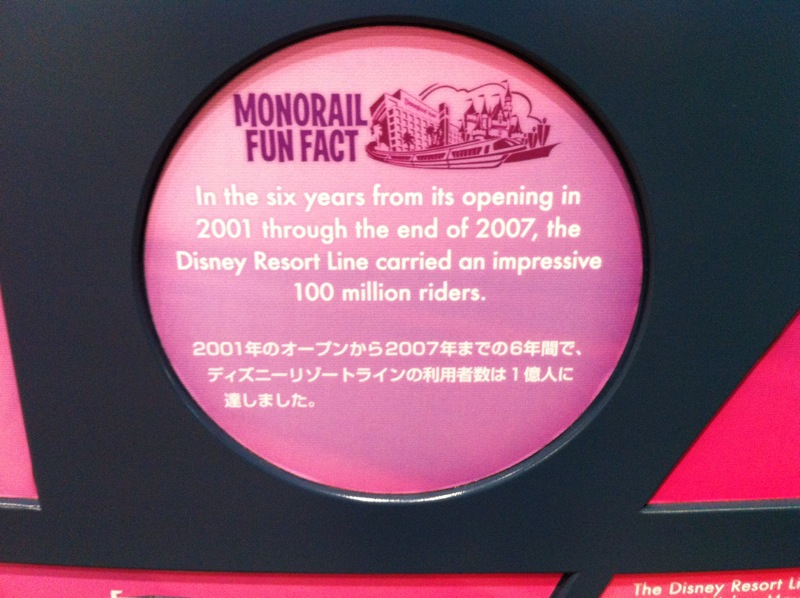 MONORAIL
FUN FACT
In the six years from its opening in
2001 through the end of 2007, the
Disney Resort Line carried an impressive
100 million riders.
2001年のオープンから2007年までの6年間で、
ディズニーリゾートラインの利用者数は1億人に
達しました。
The Disney Resort Li